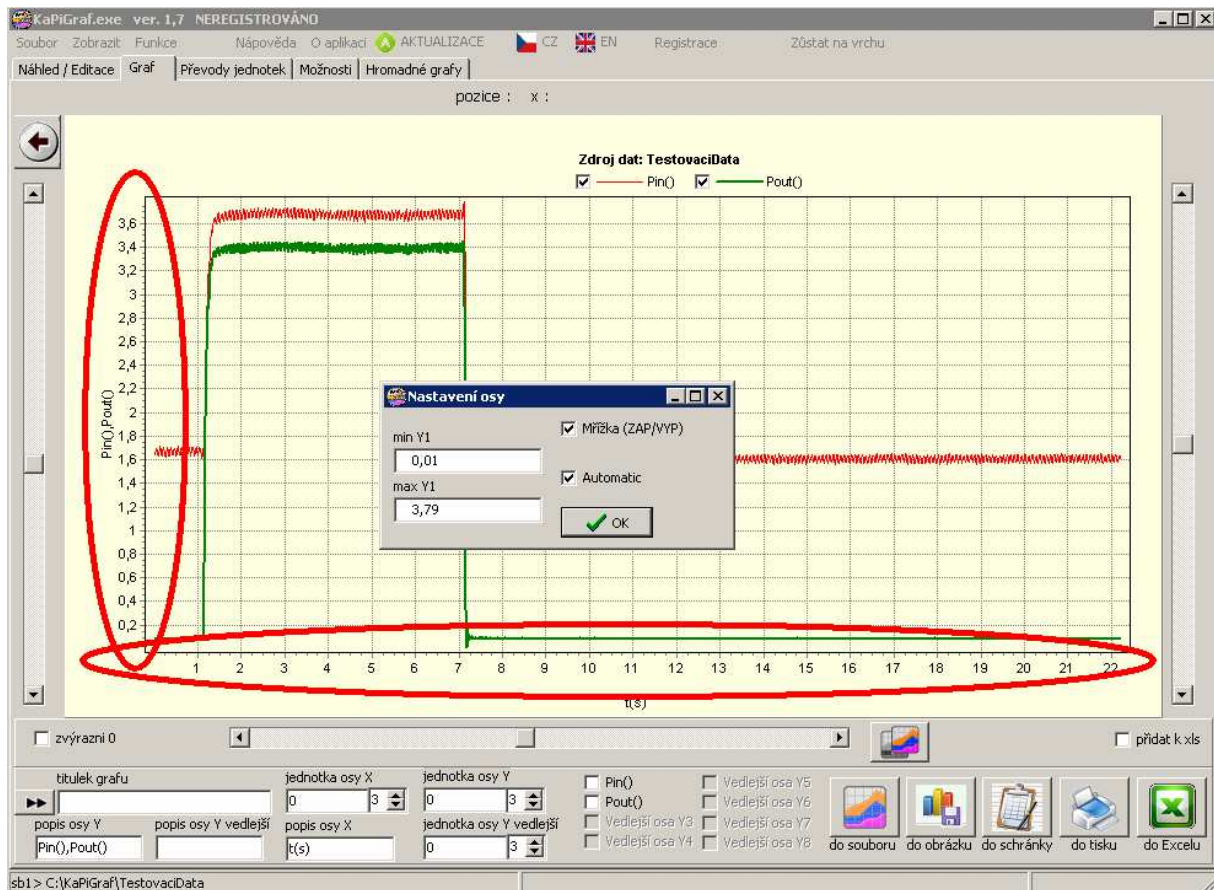 KaPiGraf.exe ver. 1,7 NEREGISTROVÁNO
Soubor Zobrazit Funkce Nápověda O aplikaci AKTUALIZACE CZ EN Registrace Zůstat na vrchu
Náhled / Editace Graf Převody jednotek Možnosti Hromadné grafy
pozice : x :
Zdroj dat: TestovaciData
Pin() Pout()
3,6
3,4
3,2
3
2,8
2,6
2,4
2,2
2
1,8
1,6
1,4
1,2
1
0,8
0,6
0,4
0,2
Pin(),Pout()
Nastavení osy
min Y1
0,01
max Y1
3,79
Mřížka (ZAP/VYP)
Automatic
OK
1 2 3 4 5 6 7 8 9 10 11 12 13 14 15 16 17 18 19 20 21 22
t(s)
zvýrazni 0
přidat k xls
titulek grafu jednotka osy X jednotka osy Y
0 3 0 3
popis osy Y popis osy Y vedlejší popis osy X jednotka osy Y vedlejší
Pin(),Pout() t(s) 0 3
Pin() Vedlejší osa Y5
Pout() Vedlejší osa Y6
Vedlejší osa Y3 Vedlejší osa Y7
Vedlejší osa Y4 Vedlejší osa Y8
do souboru do obrázku do schránky do tisku do Excelu
sb1> C:\KaPiGraf\TestovaciData